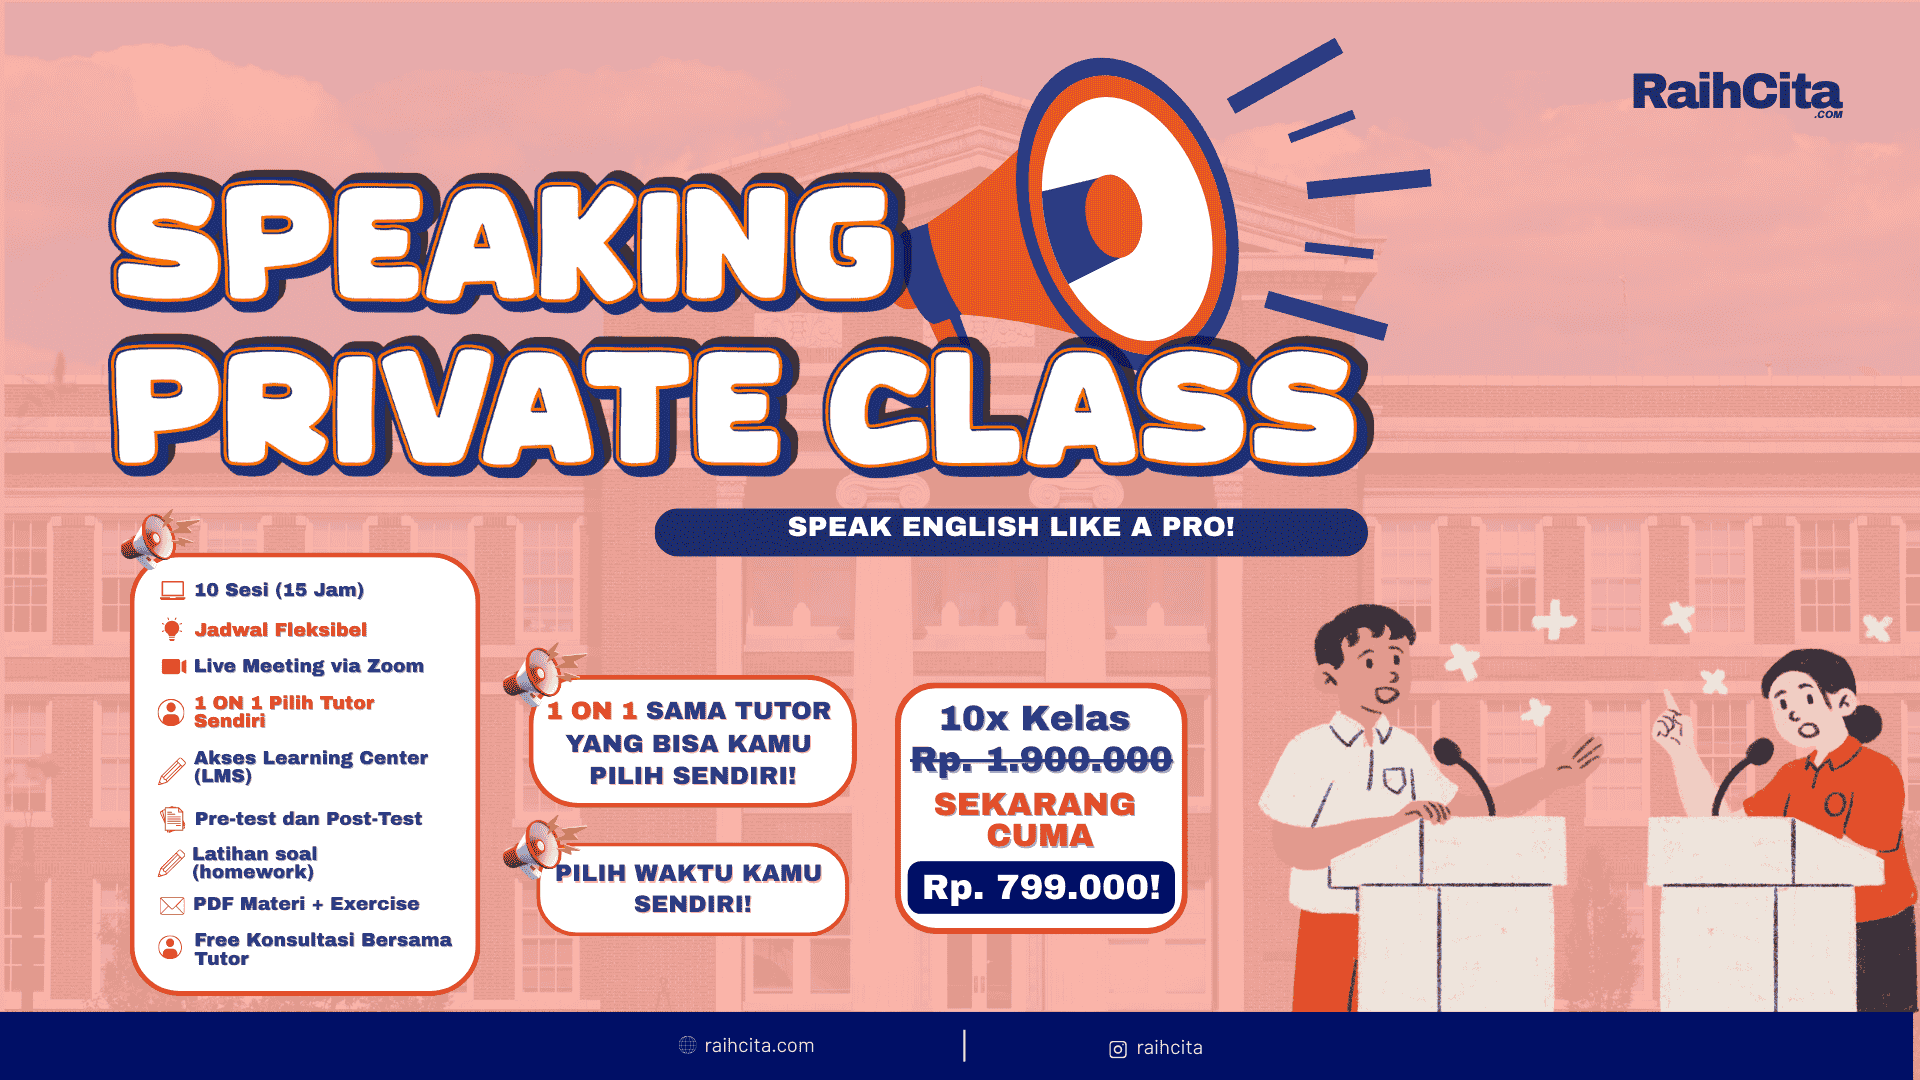 RaihCita
.COM
SPEAKING
PRIVATE CLASS
SPEAK ENGLISH LIKE A PRO!
10 Sesi (15 Jam)
Jadwal Fleksibel
Live Meeting via Zoom
1 ON 1 Pilih Tutor
Sendiri
Akses Learning Center
(LMS)
Pre-test dan Post-Test
Latihan soal
(homework)
PDF Materi + Exercise
Free Konsultasi Bersama
Tutor
1 ON 1 SAMA TUTOR
YANG BISA KAMU
PILIH SENDIRI!
PILIH WAKTU KAMU
SENDIRI!
10x Kelas
Rp. 1.900.000
SEKARANG
CUMA
Rp. 799.000!
raihcita.com
raihcita